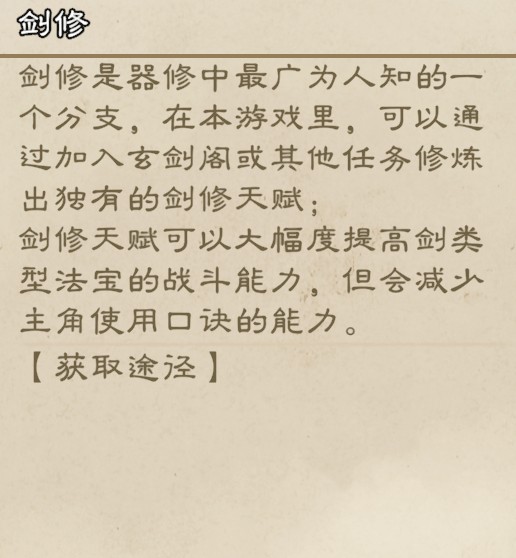 剑修
剑修是器修中最广为人知的一
个分支，在本游戏里，可以通
过加入玄剑阁或其他任务修炼
出独有的剑修天赋；
剑修天赋可以大幅度提高剑类
型法宝的战斗能力，但会减少
主角使用口诀的能力。
【获取途径】